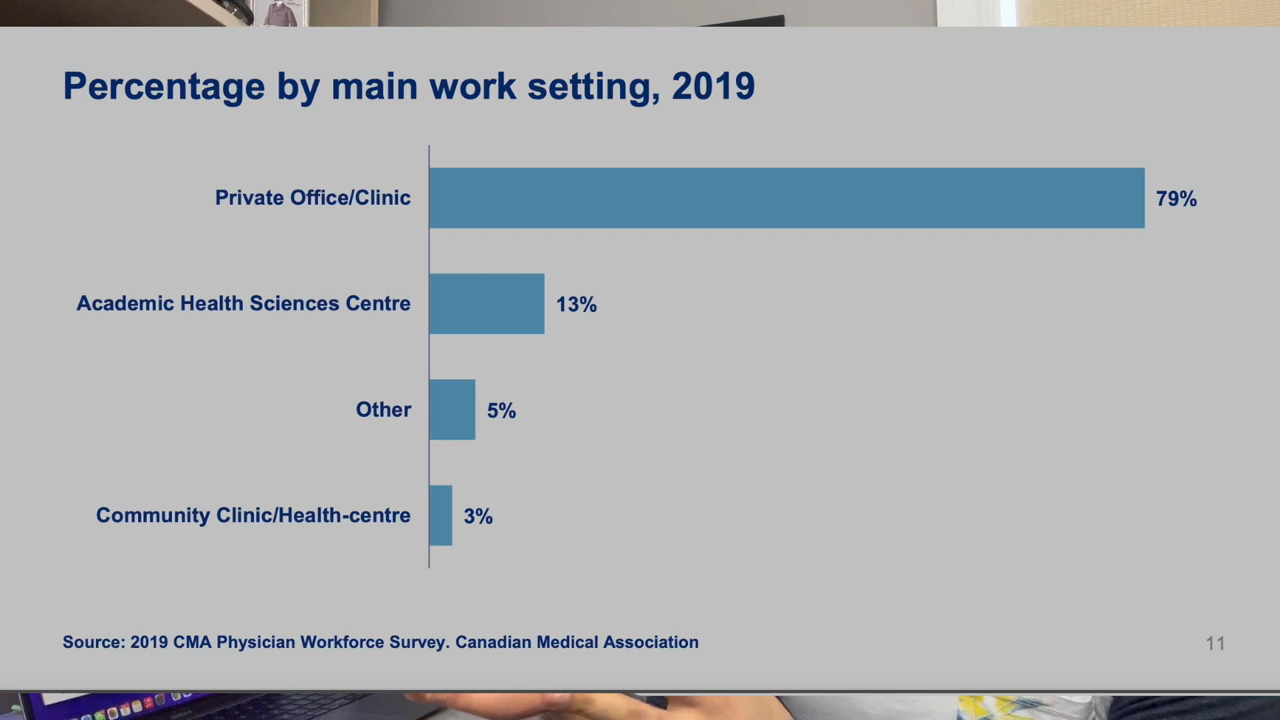 Percentage by main work setting, 2019
Private Office/Clinic 79%
Academic Health Sciences Centre 13%
Other 5%
Community Clinic/Health-centre 3%
Source: 2019 CMA Physician Workforce Survey. Canadian Medical Association 11